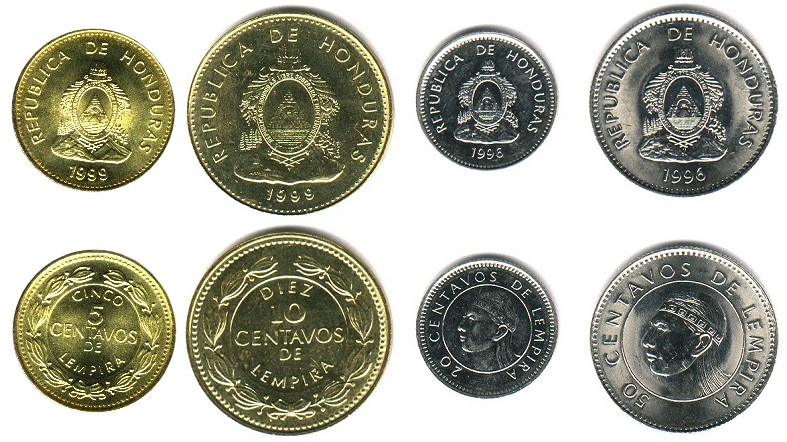 REPUBLICA DE HONDURAS
1999
REPUBLICA DE HONDURAS
1999
REPUBLICA DE HONDURAS
1996
REPUBLICA DE HONDURAS
1996
CINCO
5
CENTAVOS
DE
LEMPIRA
DIEZ
10
CENTAVOS
DE
LEMPIRA
20 CENTAVOS DE LEMPIRA
50 CENTAVOS DE LEMPIRA